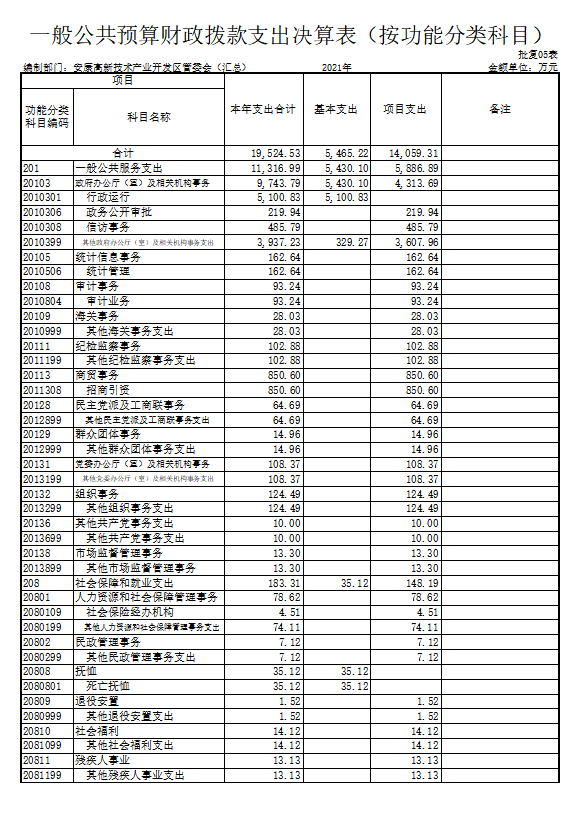 一般公共预算财政拨款支出决算表（按功能分类科目）
批复05表
编制部门：安康高新技术产业开发区管委会（汇总） 2021年 金额单位：万元
项目 本年支出合计 基本支出 项目支出 备注
功能分类科目编码 科目名称
合计 19,524.53 5,465.22 14,059.31
201 一般公共服务支出 11,316.99 5,430.10 5,886.89
20103 政府办公厅（室）及相关机构事务 9,743.79 5,430.10 4,313.69
2010301 行政运行 5,100.83 5,100.83
2010306 政务公开审批 219.94 219.94
2010308 信访事务 485.79 485.79
2010399 其他政府办公厅（室）及相关机构事务支出 3,937.23 329.27 3,607.96
20105 统计信息事务 162.64 162.64
2010506 统计管理 162.64 162.64
20108 审计事务 93.24 93.24
2010804 审计业务 93.24 93.24
20109 海关事务 28.03 28.03
2010999 其他海关事务支出 28.03 28.03
20111 纪检监察事务 102.88 102.88
2011199 其他纪检监察事务支出 102.88 102.88
20113 商贸事务 850.60 850.60
2011308 招商引资 850.60 850.60
20128 民主党派及工商联事务 64.69 64.69
2012899 其他民主党派及工商联事务支出 64.69 64.69
20129 群众团体事务 14.96 14.96
2012999 其他群众团体事务支出 14.96 14.96
20131 党委办公厅（室）及相关机构事务 108.37 108.37
2013199 其他党委办公厅（室）及相关机构事务支出 108.37 108.37
20132 组织事务 124.49 124.49
2013299 其他组织事务支出 124.49 124.49
20136 其他共产党事务支出 10.00 10.00
2013699 其他共产党事务支出 10.00 10.00
20138 市场监督管理事务 13.30 13.30
2013899 其他市场监督管理事务 13.30 13.30
208 社会保障和就业支出 183.31 35.12 148.19
20801 人力资源和社会保障管理事务 78.62 78.62
2080109 社会保险经办机构 4.51 4.51
2080199 其他人力资源和社会保障管理事务支出 74.11 74.11
20802 民政管理事务 7.12 7.12
2080299 其他民政管理事务支出 7.12 7.12
20808 抚恤 35.12 35.12
2080801 死亡抚恤 35.12 35.12
20809 退役安置 1.52 1.52
2080999 其他退役安置支出 1.52 1.52
20810 社会福利 14.12 14.12
2081099 其他社会福利支出 14.12 14.12
20811 残疾人事业 13.13 13.13
2081199 其他残疾人事业支出 13.13 13.13